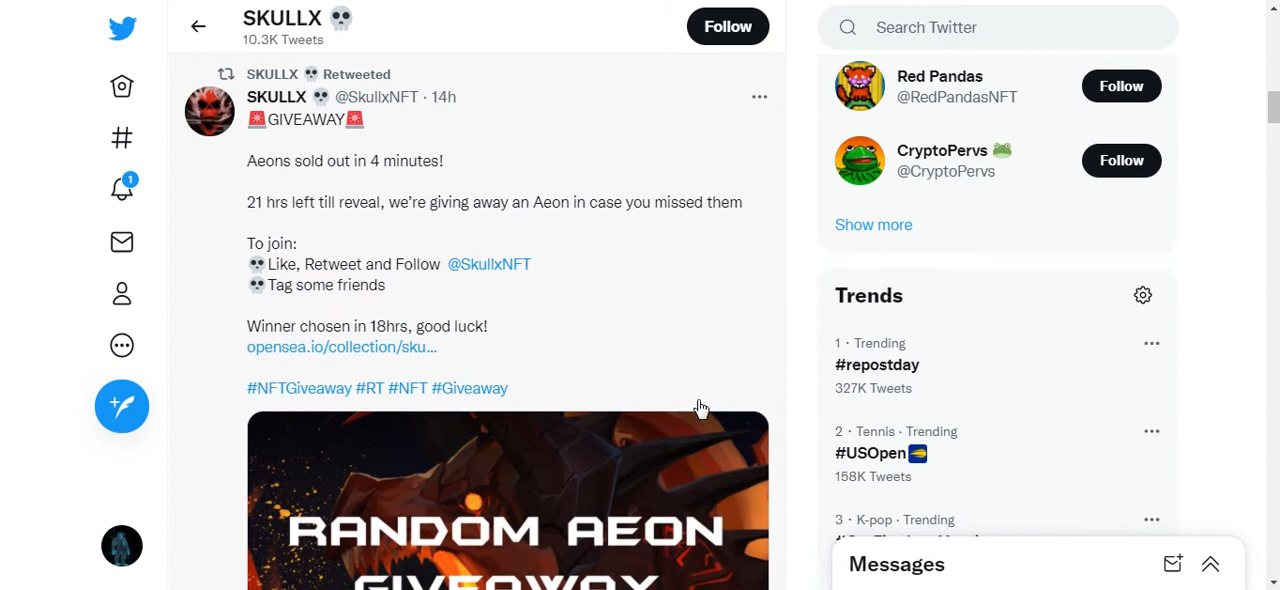 SKULLX 💀
10.3K Tweets
Follow
Search Twitter
SKULLX 💀 Retweeted
SKULLX 💀 @SkullxNFT · 14h
🚨GIVEAWAY🚨
Aeons sold out in 4 minutes!
21 hrs left till reveal, we're giving away an Aeon in case you missed them
To join:
💀Like, Retweet and Follow @SkullxNFT
💀Tag some friends
Winner chosen in 18hrs, good luck!
opensea.io/collection/sku...
#NFTGiveaway #RT #NFT #Giveaway
RANDOM AEON
GIVEAWAY
1
Red Pandas
@RedPandasNFT
Follow
CryptoPervs 🐸
@CryptoPervs
Follow
Show more
Trends
1 · Trending
#repostday
327K Tweets
2 · Tennis · Trending
#USOpen
158K Tweets
3 · K-pop · Trending
Messages